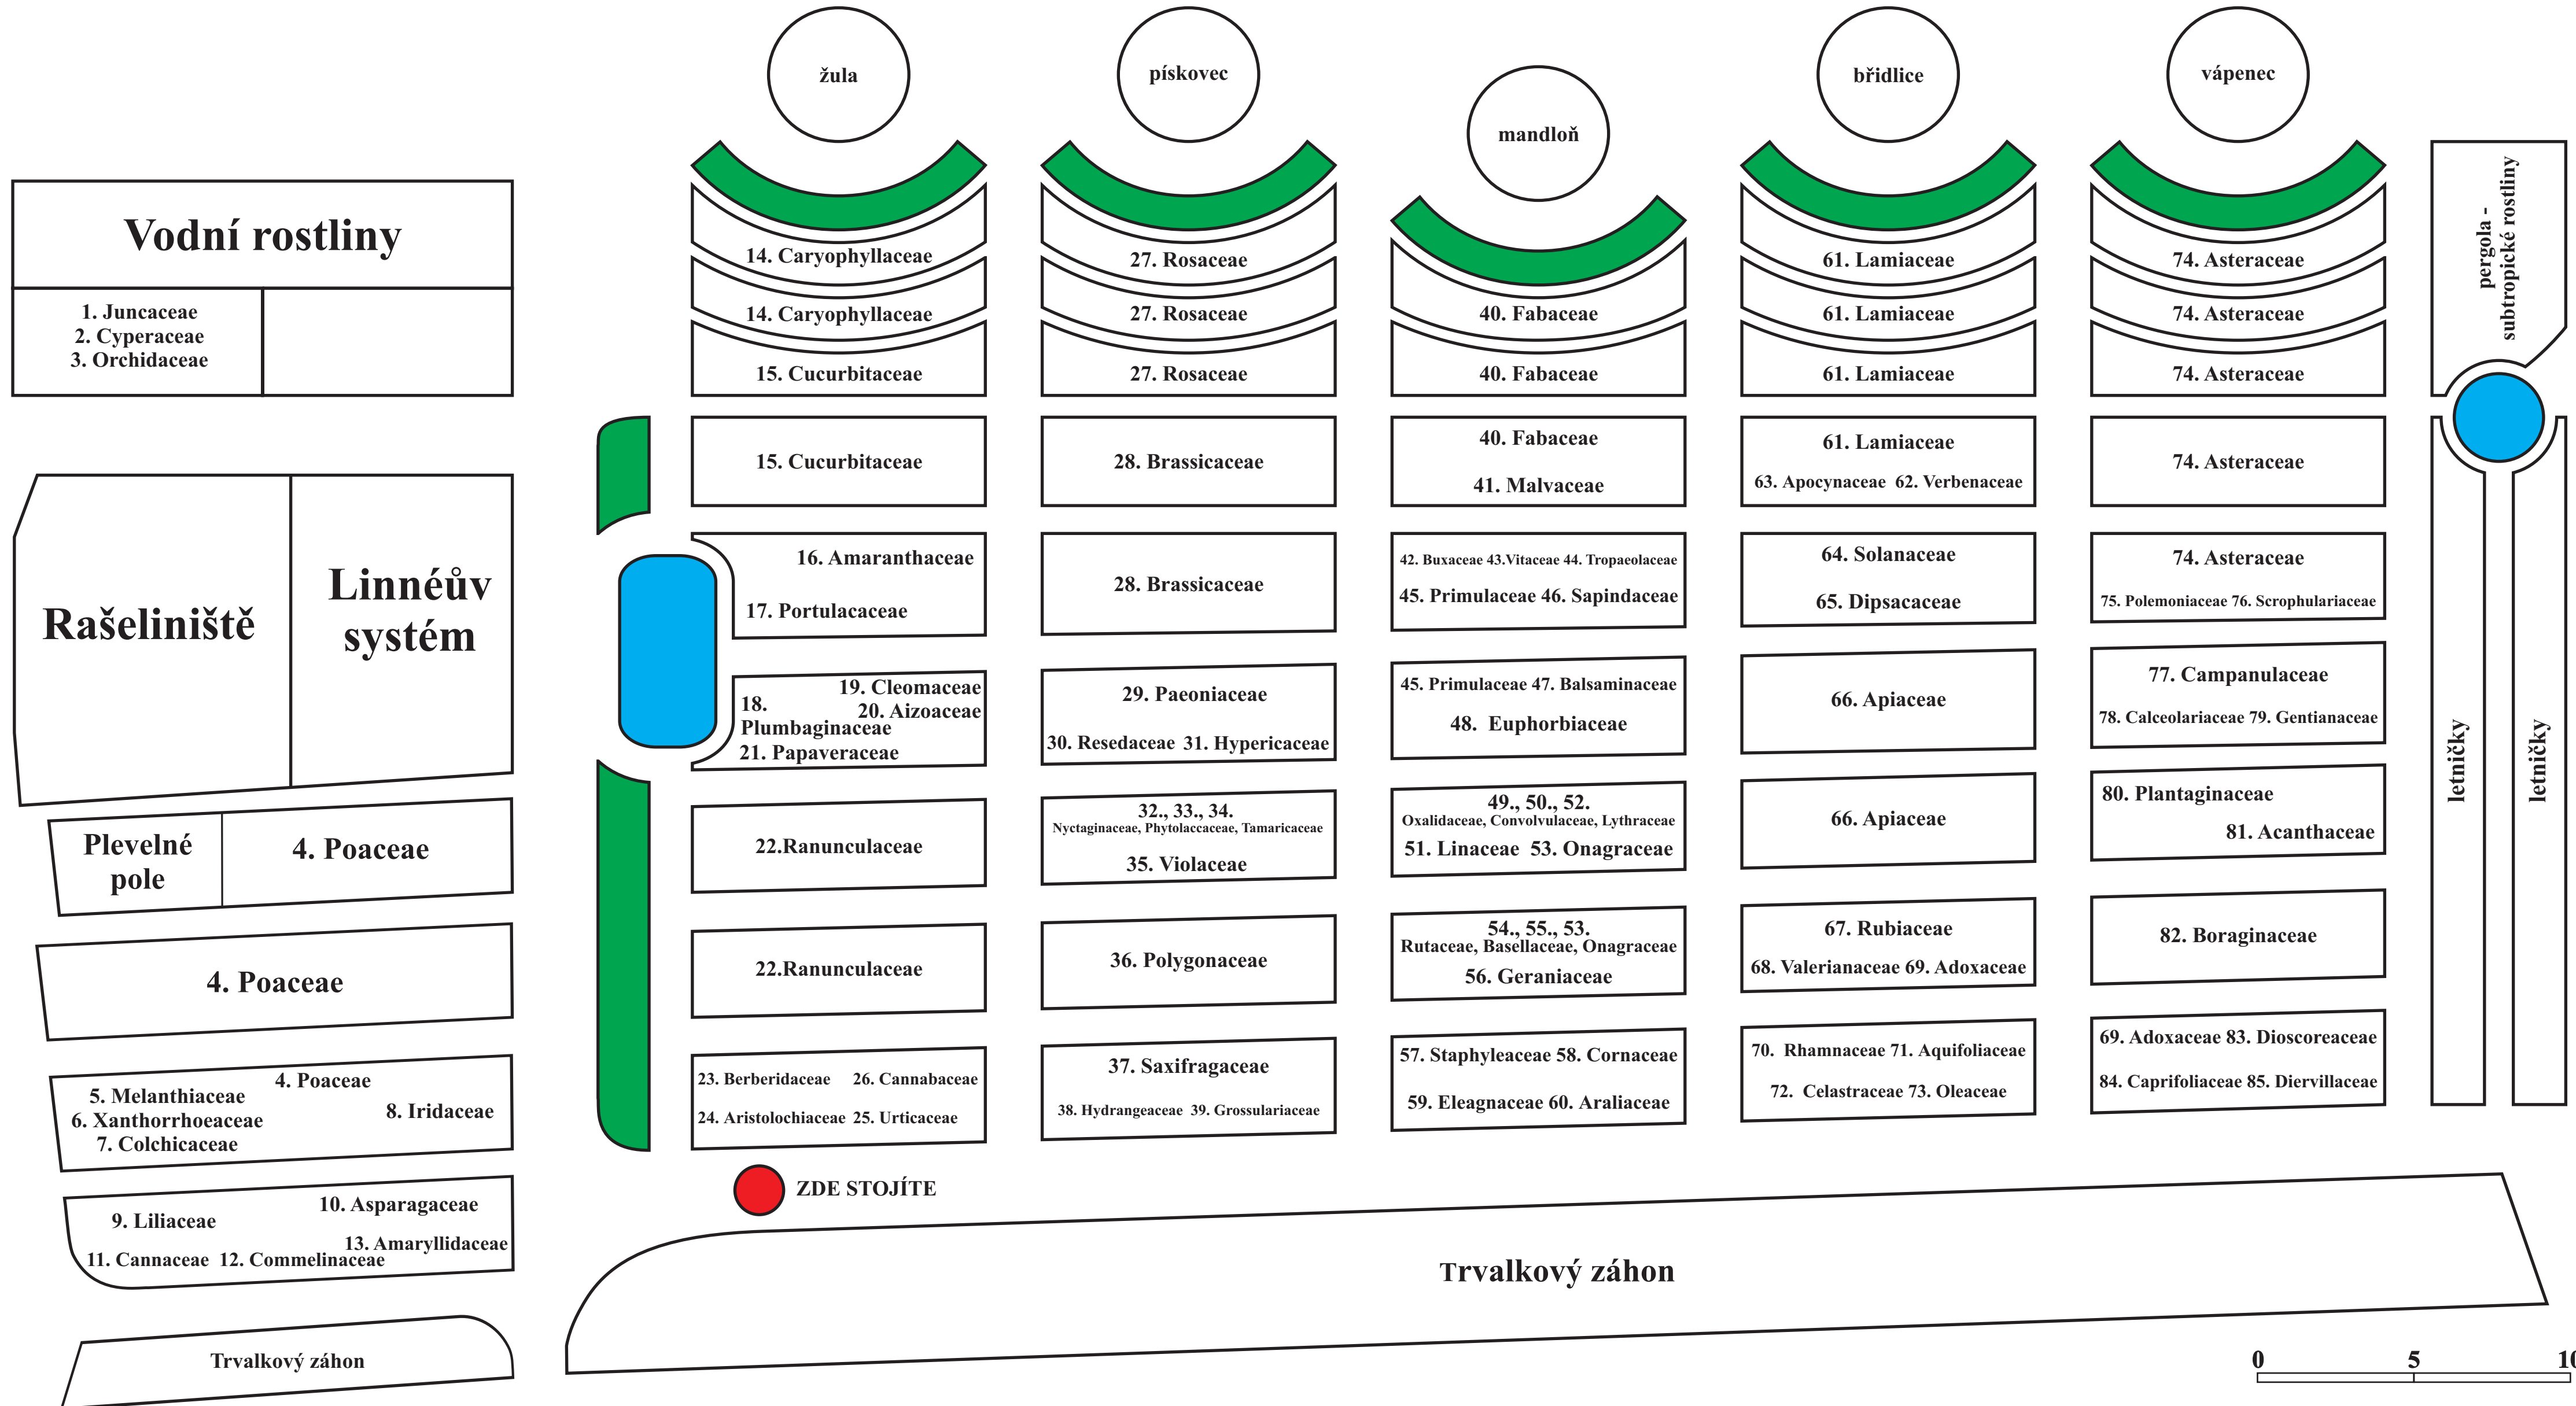 žula
pískovec
mandloň
břidlice
vápenec
Vodní rostliny
1. Juncaceae
2. Cyperaceae
3. Orchidaceae
Rašeliniště
Linnéův
systém
Plevelné
pole
4. Poaceae
4. Poaceae
4. Poaceae
5. Melanthiaceae
6. Xanthorrhoeaceae
7. Colchicaceae
8. Iridaceae
9. Liliaceae
10. Asparagaceae
13. Amaryllidaceae
11. Cannaceae 12. Commelinaceae
Trvalkový záhon
14. Caryophyllaceae
14. Caryophyllaceae
15. Cucurbitaceae
15. Cucurbitaceae
16. Amaranthaceae
17. Portulacaceae
19. Cleomaceae
18.
20. Aizoaceae
Plumbaginaceae
21. Papaveraceae
22.Ranunculaceae
22.Ranunculaceae
23. Berberidaceae 26. Cannabaceae
24. Aristolochiaceae 25. Urticaceae
ZDE STOJÍTE
27. Rosaceae
27. Rosaceae
27. Rosaceae
28. Brassicaceae
28. Brassicaceae
29. Paeoniaceae
30. Resedaceae 31. Hypericaceae
32., 33., 34.
Nyctaginaceae, Phytolaccaceae, Tamaricaceae
35. Violaceae
36. Polygonaceae
37. Saxifragaceae
38. Hydrangeaceae 39. Grossulariaceae
40. Fabaceae
40. Fabaceae
40. Fabaceae
41. Malvaceae
42. Buxaceae 43.Vitaceae 44. Tropaeolaceae
45. Primulaceae 46. Sapindaceae
45. Primulaceae 47. Balsaminaceae
48. Euphorbiaceae
49., 50., 52.
Oxalidaceae, Convolvulaceae, Lythraceae
51. Linaceae 53. Onagraceae
54., 55., 53.
Rutaceae, Basellaceae, Onagraceae
56. Geraniaceae
57. Staphyleaceae 58. Cornaceae
59. Eleagnaceae 60. Araliaceae
61. Lamiaceae
61. Lamiaceae
61. Lamiaceae
61. Lamiaceae
63. Apocynaceae 62. Verbenaceae
64. Solanaceae
65. Dipsacaceae
66. Apiaceae
66. Apiaceae
67. Rubiaceae
68. Valerianaceae 69. Adoxaceae
70. Rhamnaceae 71. Aquifoliaceae
72. Celastraceae 73. Oleaceae
74. Asteraceae
74. Asteraceae
74. Asteraceae
74. Asteraceae
74. Asteraceae
75. Polemoniaceae 76. Scrophulariaceae
77. Campanulaceae
78. Calceolariaceae 79. Gentianaceae
80. Plantaginaceae
81. Acanthaceae
82. Boraginaceae
69. Adoxaceae 83. Dioscoreaceae
84. Caprifoliaceae 85. Diervillaceae
pergola -
subtropické rostliny
letničky
letničky
Trvalkový záhon
0 5 10